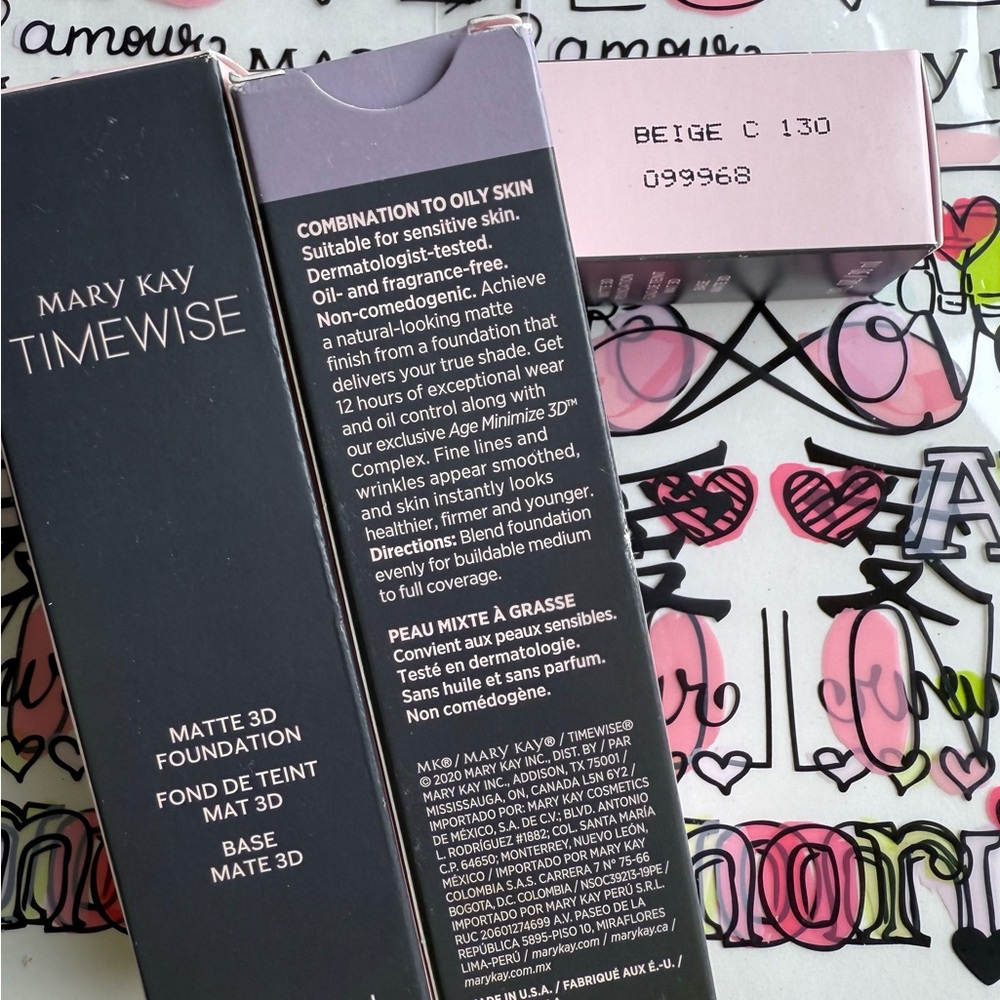 amour
amour
MARY KAY
TIMEWISE
MATTE 3D
FOUNDATION
FOND DE TEINT
MAT 3D
BASE
MATE 3D
COMBINATION TO OILY SKIN
Suitable for sensitive skin.
Dermatologist-tested.
Oil- and fragrance-free.
Non-comedogenic. Achieve
a natural-looking matte
finish from a foundation that
delivers your true shade. Get
12 hours of exceptional wear
and oil control along with
our exclusive Age Minimize 3D™
Complex. Fine lines and
wrinkles appear smoothed,
and skin instantly looks
healthier, firmer and younger.
Directions: Blend foundation
evenly for buildable medium
to full coverage.
PEAU MIXTE À GRASSE
Convient aux peaux sensibles.
Testé en dermatologie.
Sans huile et sans parfum.
Non comédogène.
MK® / MARY KAY® / TIMEWISE®
© 2020 MARY KAY INC., DIST. BY / PAR
MARY KAY INC., ADDISON, TX 75001 /
MISSISSAUGA, ON, CANADA L5N 6Y2 /
IMPORTADO POR: MARY KAY COSMETICS
DE MÉXICO, S.A. DE CV.; BLVD. ANTONIO
L. RODRÍGUEZ #1882; COL. SANTA MARÍA
C.P. 64650; MONTERREY, NUEVO LEÓN,
MÉXICO / IMPORTADO POR MARY KAY
COLOMBIA S.A.S. CARRERA 7 N° 75-66
BOGOTA, D.C. COLOMBIA / NSOC39213-19PE /
IMPORTADO POR MARY KAY PERÚ S.R.L.
RUC 20601274699 A.V. PASEO DE LA
REPÚBLICA 5895-PISO 10, MIRAFLORES
LIMA-PERÚ / marykay.com / marykay.ca /
marykay.com.mx
MADE IN U.S.A. / FABRIQUÉ AUX É.-U. /
BEIGE C 130
099968